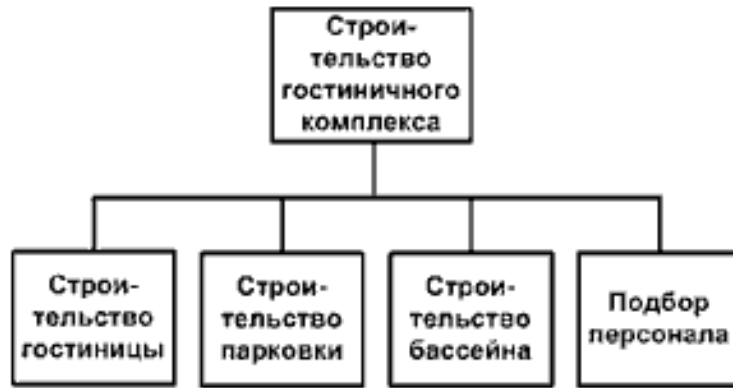 Строи-
тельство
гостиничного
комплекса
Строи-
тельство
гостиницы
Строи-
тельство
парковки
Строи-
тельство
бассейна
Подбор
персонала